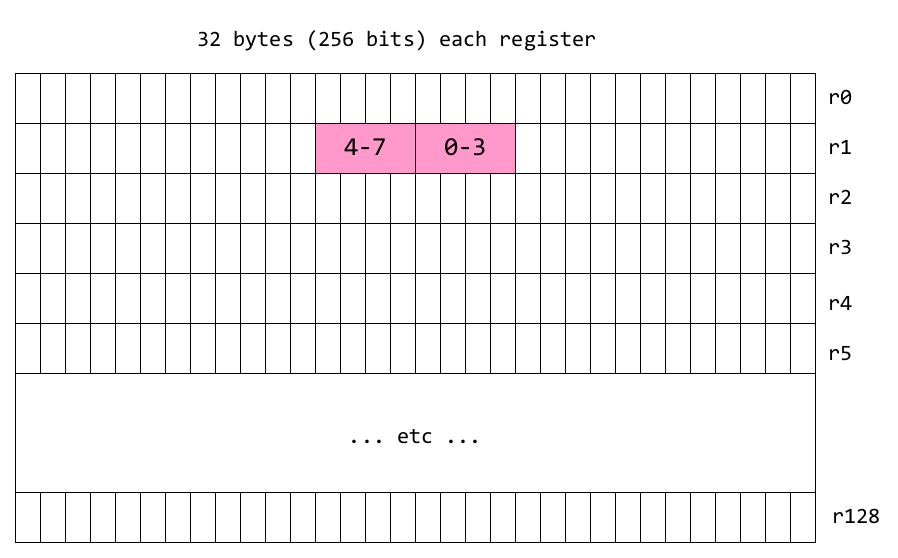 32 bytes (256 bits) each register
r0
4-7 0-3 r1
r2
r3
r4
r5
... etc ...
r128